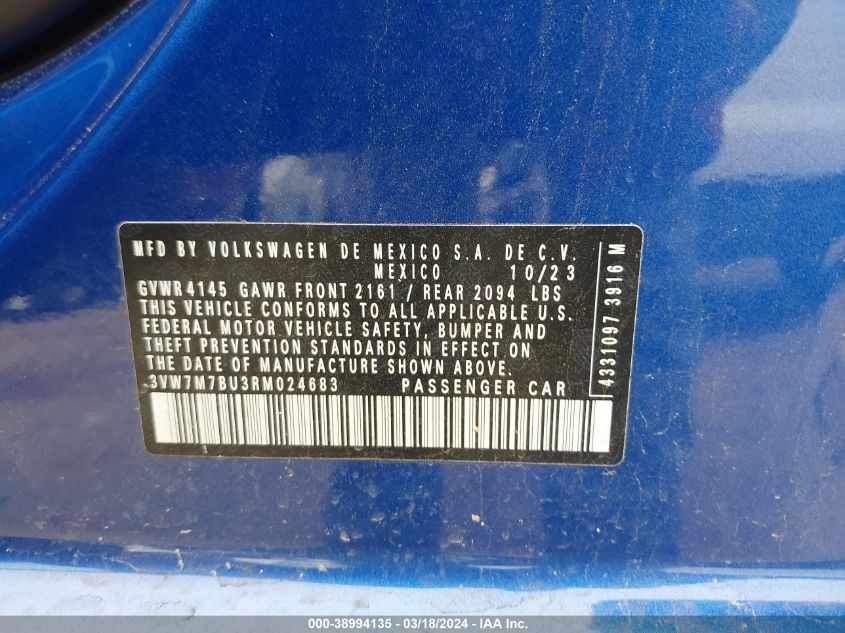 MFD BY VOLKSWAGEN DE MEXICO S.A. DE C.V.
MEXICO 10/23
GVWR 4145 GAWR FRONT 2161 / REAR 2094 LBS
THIS VEHICLE CONFORMS TO ALL APPLICABLE U.S.
FEDERAL MOTOR VEHICLE SAFETY, BUMPER AND
THEFT PREVENTION STANDARDS IN EFFECT ON
THE DATE OF MANUFACTURE SHOWN ABOVE.
3VW7M7BU3RM024683 PASSENGER CAR
4331097 3916 M
000-38994135 - 03/18/2024 - IAA Inc.